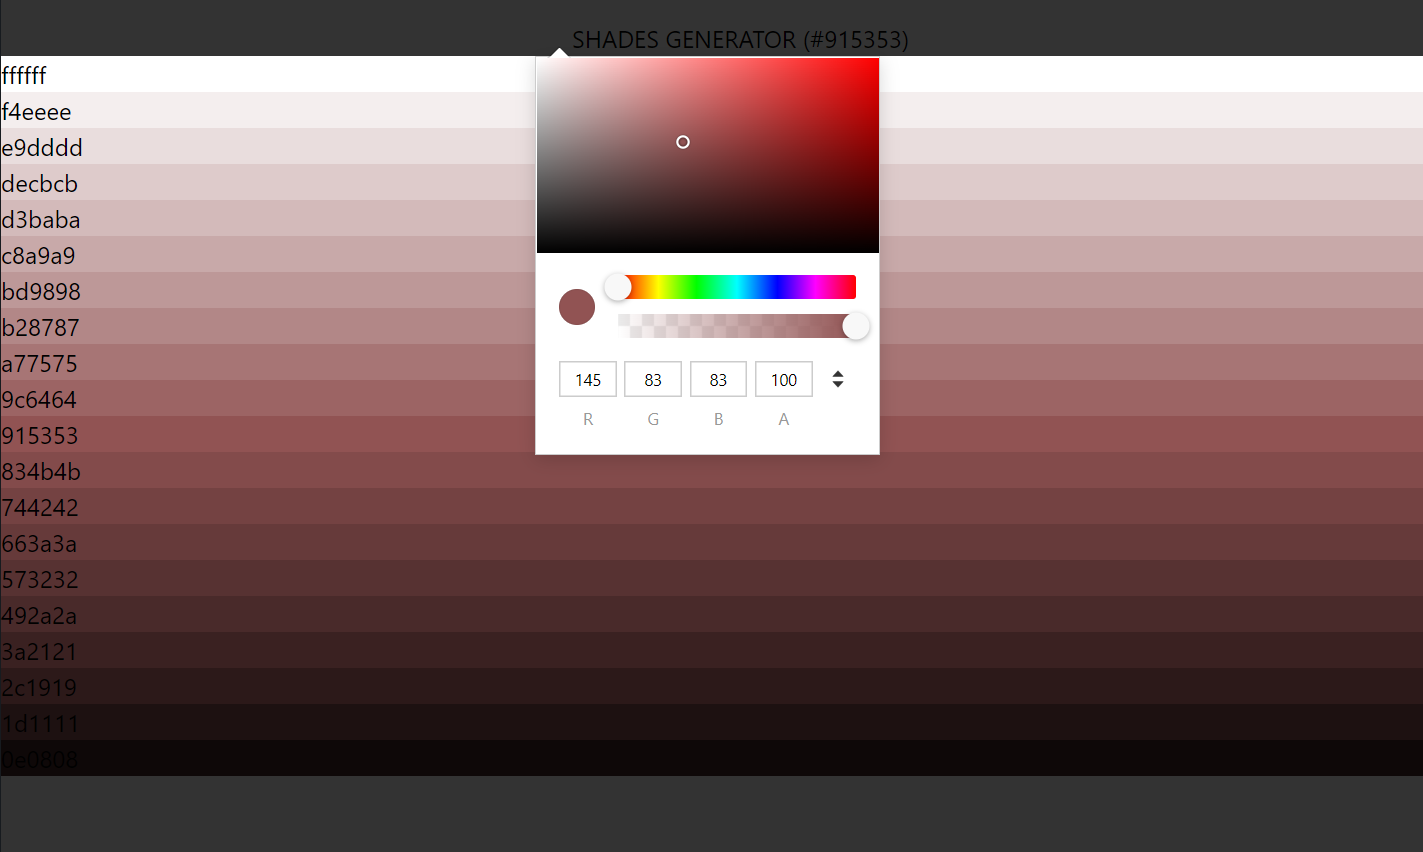 SHADES GENERATOR (#915353)
ffffff
f4eeee
e9dddd
decbcb
d3baba
c8a9a9
bd9898
b28787
a77575
9c6464
915353
834b4b
744242
663a3a
573232
492a2a
3a2121
2c1919
1d1111
0e0808
145 83 83 100
R G B A